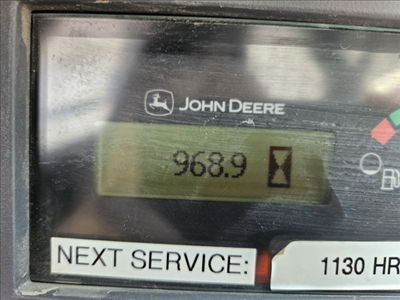 JOHN DEERE
968.9
NEXT SERVICE:
1130 HR